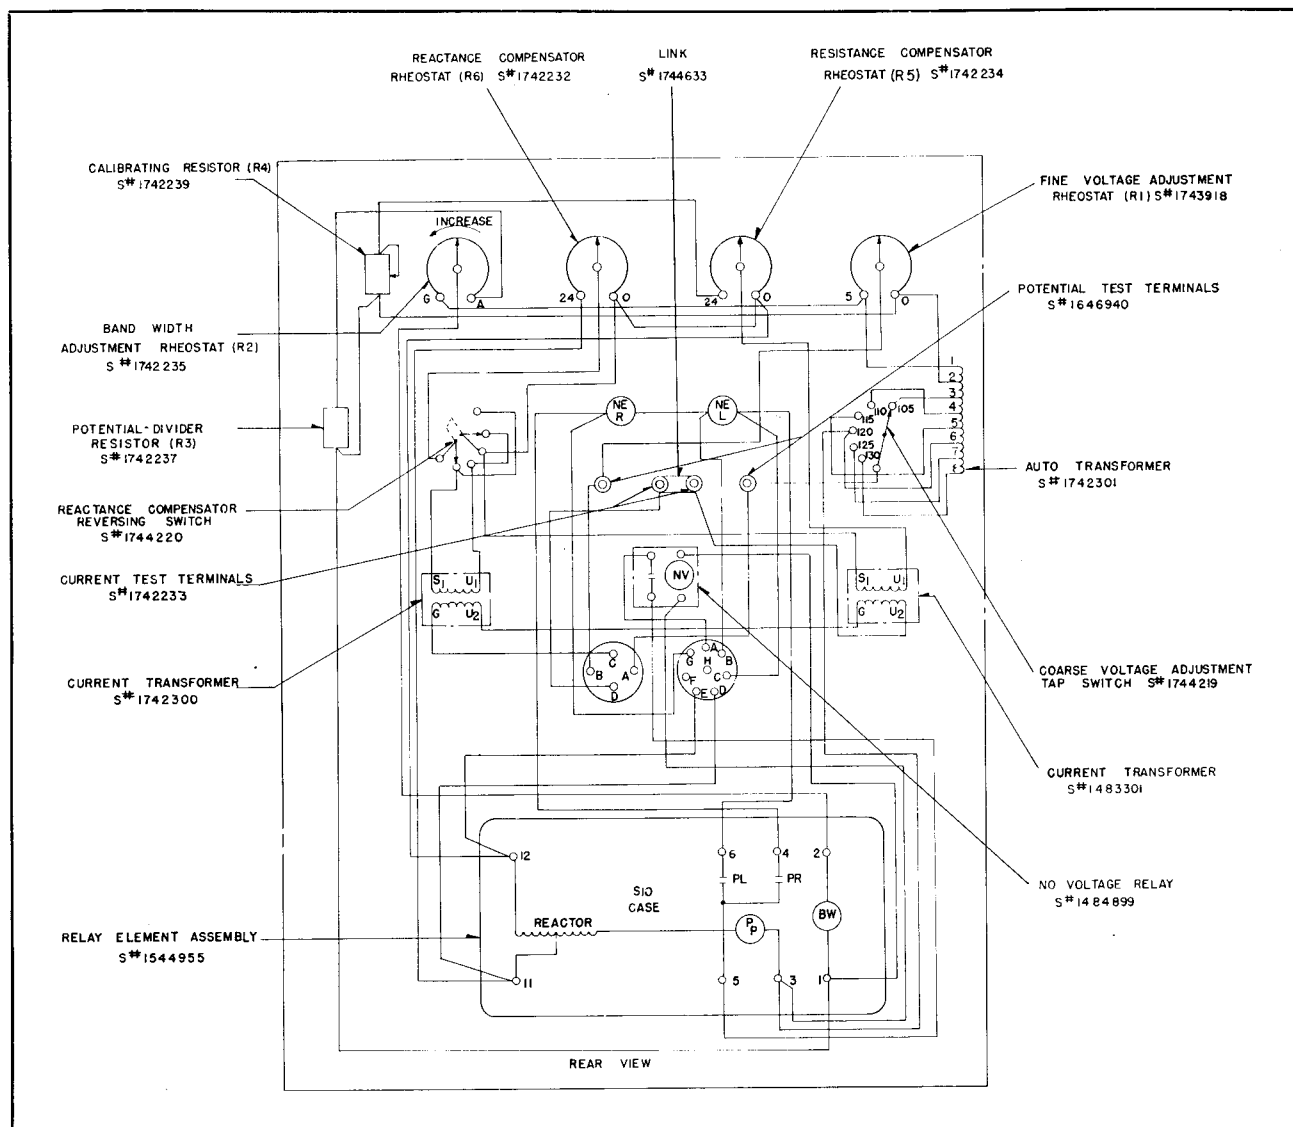 REACTANCE COMPENSATOR
RHEOSTAT (R6) S#1742232
LINK
S# 1744633
RESISTANCE COMPENSATOR
RHEOSTAT (R5) S#1742234
CALIBRATING RESISTOR (R4)
S#1742239
FINE VOLTAGE ADJUSTMENT
RHEOSTAT (R1) S#1743918
INCREASE
G A
24 O
24 O
5 O
POTENTIAL TEST TERMINALS
S#1646940
BAND WIDTH
ADJUSTMENT RHEOSTAT (R2)
S #1742235
1
2
3
4
5
6
7
8
105
110
115
120
125
130
NE
R
NE
L
POTENTIAL-DIVIDER
RESISTOR (R3)
S#1742237
AUTO TRANSFORMER
S#1742301
REACTANCE COMPENSATOR
REVERSING SWITCH
S#1744220
CURRENT TEST TERMINALS
S#1742233
S1 U1
G U2
NV
S1 U1
G U2
CURRENT TRANSFORMER
S#1742300
C
B A
D
A
G H B
F C
E D
COARSE VOLTAGE ADJUSTMENT
TAP SWITCH S#1744219
CURRENT TRANSFORMER
S#1483301
12
6 4 2
PL PR
S10
CASE
NO VOLTAGE RELAY
S#1484899
REACTOR
PP
BW
RELAY ELEMENT ASSEMBLY
S#1544955
11
5 3 1
REAR VIEW